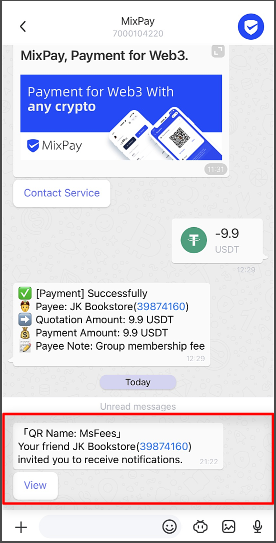 MixPay
7000104220
MixPay, Payment for Web3.
Payment for Web3 With
any crypto
MixPay
11:31
Contact Service
-9.9
USDT
12:29
[Payment] Successfully
Payee: JK Bookstore(39874160)
Quotation Amount: 9.9 USDT
Payment Amount: 9.9 USDT
Payee Note: Group membership fee
12:29
Today
Unread messages
「QR Name: MsFees」
Your friend JK Bookstore(39874160)
invited you to receive notifications.
21:22
View